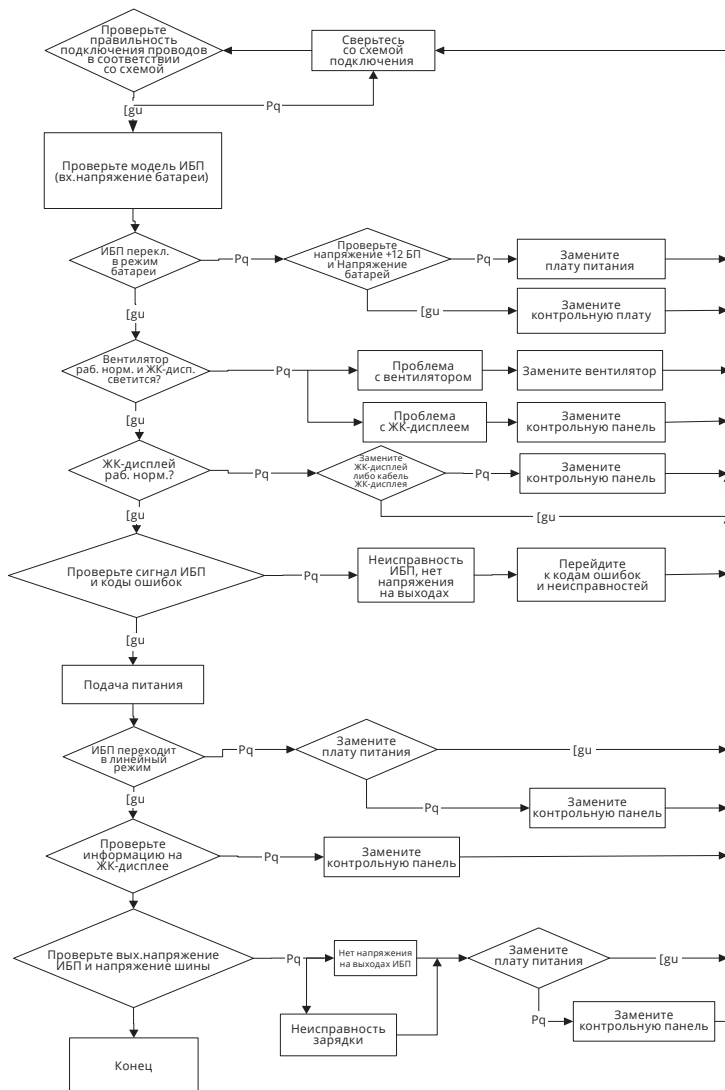 Проверьте
правильность
подключения проводов
в соответствии
со схемой
Сверьтесь
со схемой
подключения
[gu
Pq
Проверьте модель ИБП
(вх.напряжение батареи)
ИБП перекл.
в режим
батареи
Pq
Проверьте
напряжение +12 БП
и Напряжение
батарей
Pq
Замените
плату питания
[gu
[gu
Замените
контрольную плату
Вентилятор
раб. норм. и ЖК-дисп.
светится?
Pq
Проблема
с вентилятором
Замените вентилятор
[gu
Проблема
с ЖК-дисплеем
Замените
контрольную панель
ЖК-дисплей
раб. норм.?
Pq
Замените
ЖК-дисплей
либо кабель
ЖК-дисплея
Pq
Замените
контрольную панель
[gu
[gu
Проверьте сигнал ИБП
и коды ошибок
Pq
Неисправность
ИБП, нет
напряжения
на выходах
Перейдите
к кодам ошибок
и неисправностей
[gu
Подача питания
ИБП переходит
в линейный
режим
Pq
Замените
плату питания
[gu
[gu
Pq
Замените
контрольную панель
Проверьте
информацию на
ЖК-дисплее
Pq
Замените
контрольную панель
Проверьте вых.напряжение
ИБП и напряжение шины
Pq
Нет напряжения
на выходах ИБП
Замените
плату питания
[gu
Неисправность
зарядки
Pq
Замените
контрольную панель
Конец